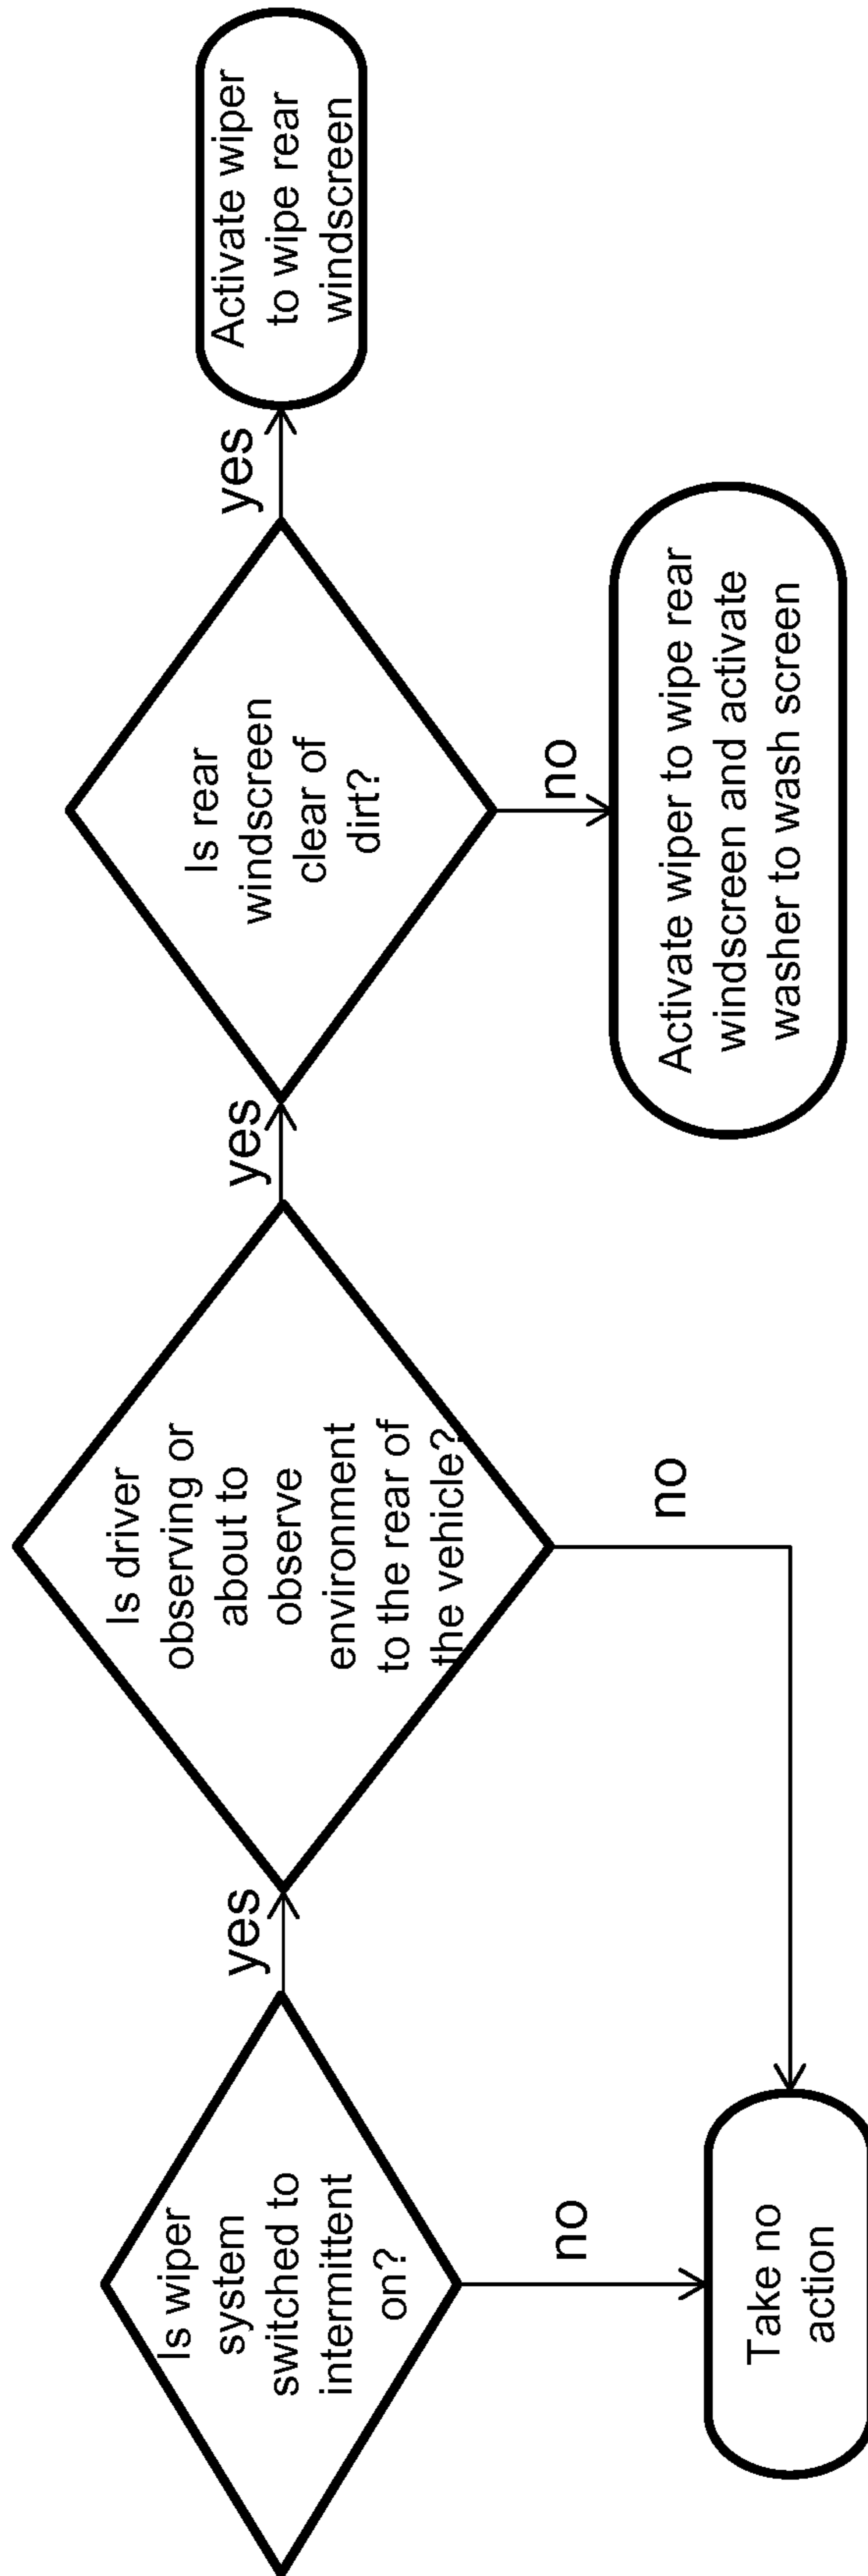 Is wiper
system
switched to
intermittent
on?
yes
no
Is driver
observing or
about to
observe
environment
to the rear of
the vehicle?
yes
no
Take no
action
Is rear
windscreen
clear of
dirt?
yes
no
Activate wiper
to wipe rear
windscreen
Activate wiper to wipe rear
windscreen and activate
washer to wash screen